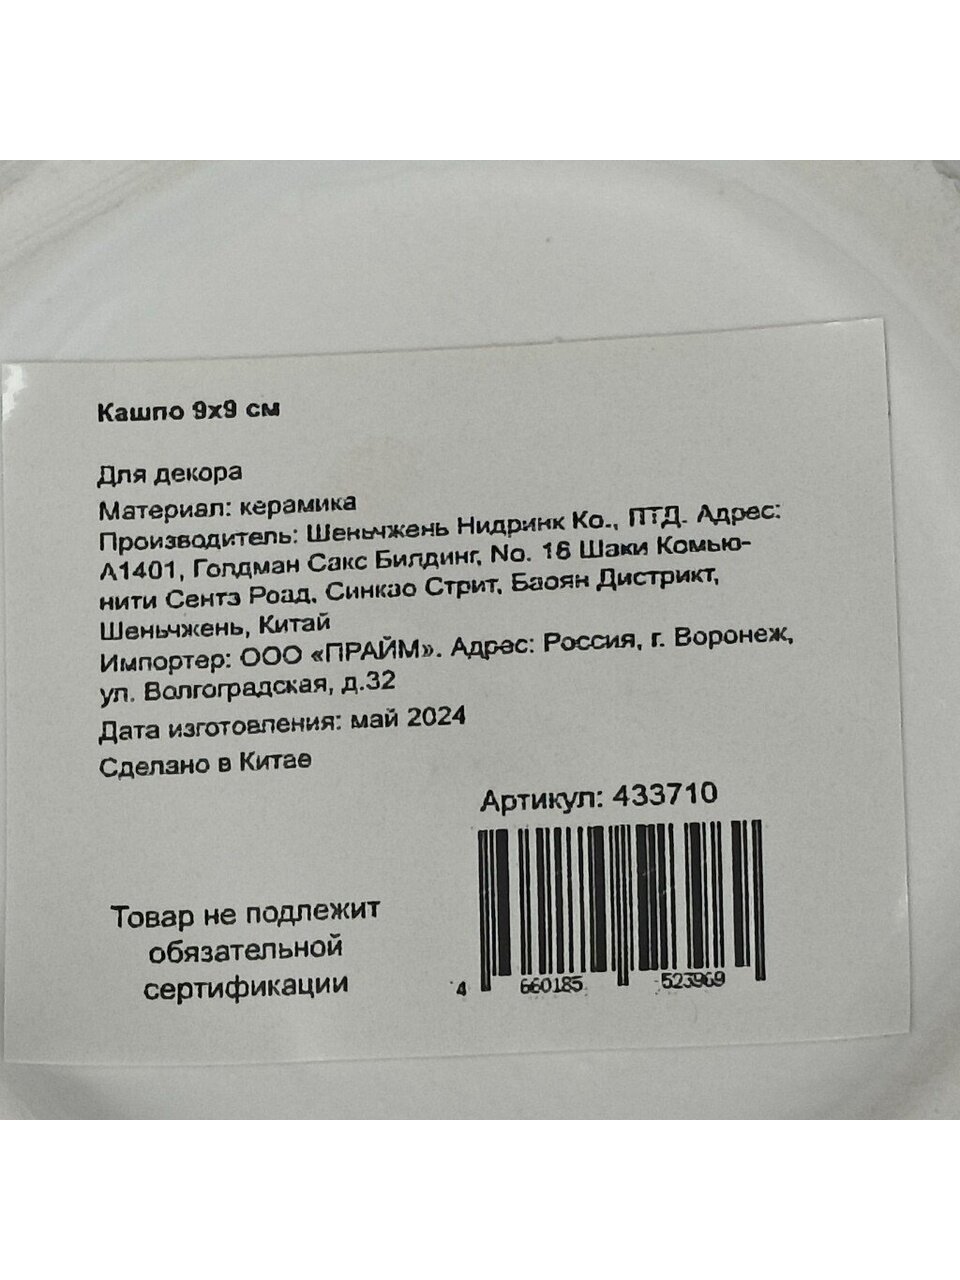 Кашпо 9х9 см
Для декора
Материал: керамика
Производитель: Шеньчжень Нидринк Ко., ПТД. Адрес:
А1401, Голдман Сакс Билдинг, No. 16 Шаки Комью-
нити Сентэ Роад, Синкао Стрит, Баоян Дистрикт,
Шеньчжень, Китай
Импортер: ООО «ПРАЙМ». Адрес: Россия, г. Воронеж,
ул. Волгоградская, д.32
Дата изготовления: май 2024
Сделано в Китае
Артикул: 433710
Товар не подлежит
обязательной
сертификации
4 660185 523969